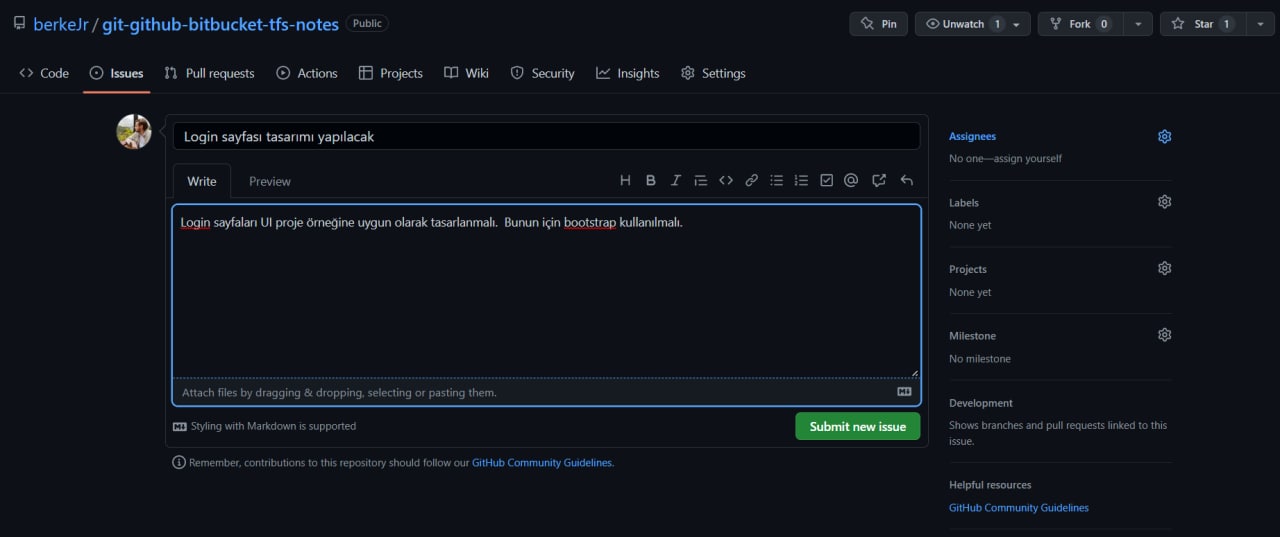 berkeJr / git-github-bitbucket-tfs-notes Public
Pin Unwatch 1 Fork 0 Star 1
Code Issues Pull requests Actions Projects Wiki Security Insights Settings
Login sayfası tasarımı yapılacak
Write Preview
Login sayfaları UI proje örneğine uygun olarak tasarlanmalı.  Bunun için bootstrap kullanılmalı.
Attach files by dragging & dropping, selecting or pasting them.
Styling with Markdown is supported
Submit new issue
Remember, contributions to this repository should follow our GitHub Community Guidelines.
Assignees
No one—assign yourself
Labels
None yet
Projects
None yet
Milestone
No milestone
Development
Shows branches and pull requests linked to this
issue.
Helpful resources
GitHub Community Guidelines